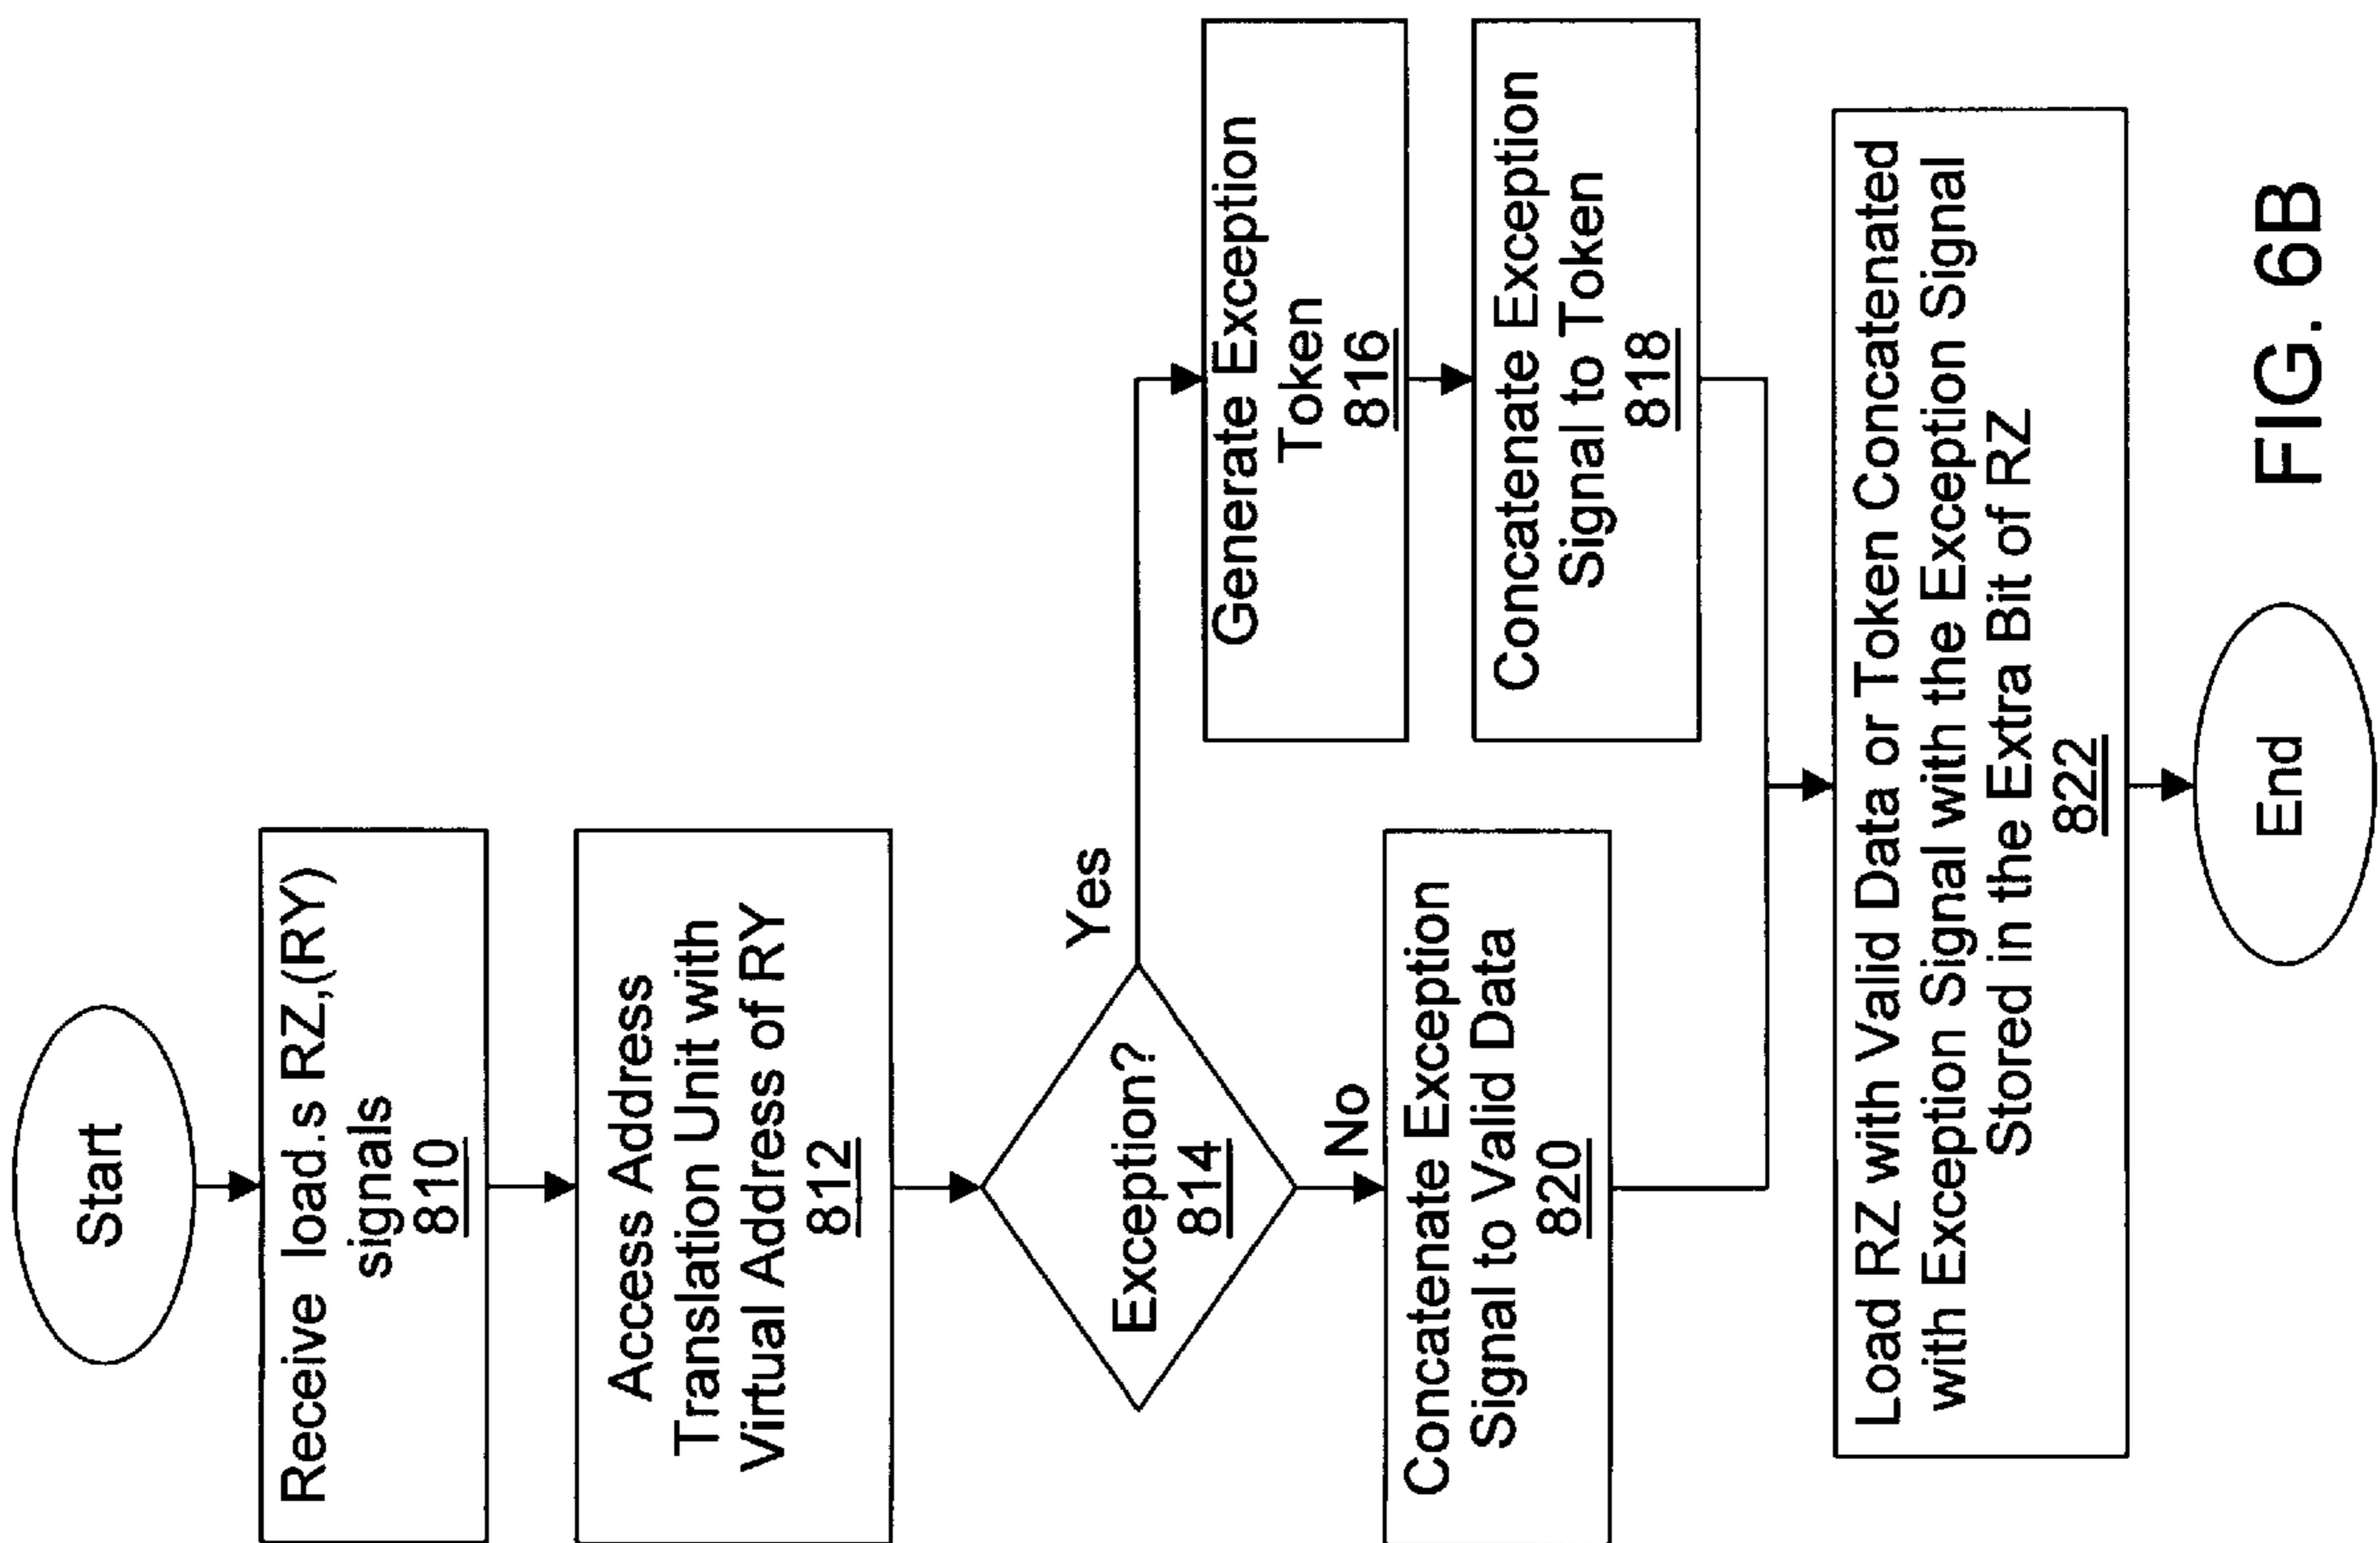 Start
Receive load.s RZ,(RY)
signals
810
Access Address
Translation Unit with
Virtual Address of RY
812
Exception?
814
Yes
No
Generate Exception
Token
816
Concatenate Exception
Signal to Token
818
Concatenate Exception
Signal to Valid Data
820
Load RZ with Valid Data or Token Concatenated
with Exception Signal with the Exception Signal
Stored in the Extra Bit of RZ
822
End
FIG. 6B